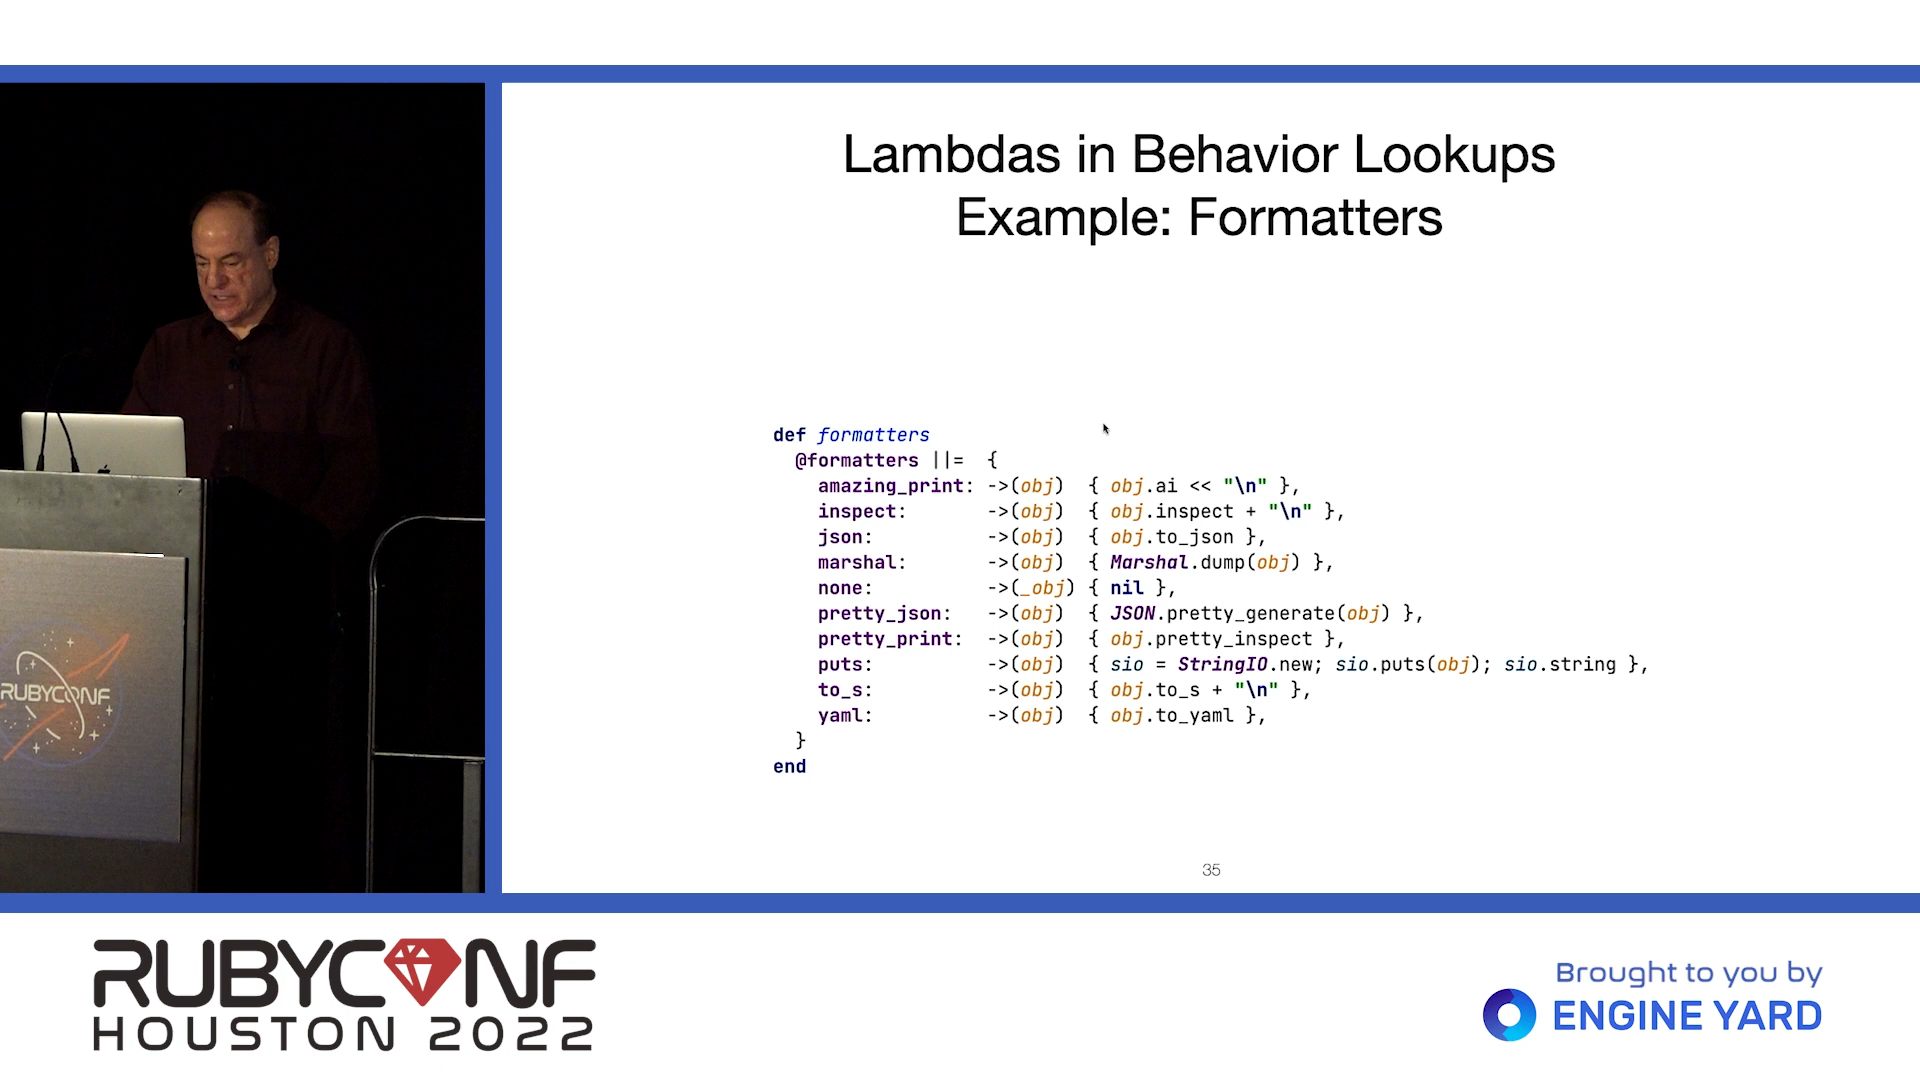 Lambdas in Behavior Lookups
Example: Formatters
def formatters
  @formatters ||=  {
    amazing_print: ->(obj)  { obj.ai << "\n" },
    inspect:       ->(obj)  { obj.inspect + "\n" },
    json:          ->(obj)  { obj.to_json },
    marshal:       ->(obj)  { Marshal.dump(obj) },
    none:          ->(_obj) { nil },
    pretty_json:   ->(obj)  { JSON.pretty_generate(obj) },
    pretty_print:  ->(obj)  { obj.pretty_inspect },
    puts:          ->(obj)  { sio = StringIO.new; sio.puts(obj); sio.string },
    to_s:          ->(obj)  { obj.to_s + "\n" },
    yaml:          ->(obj)  { obj.to_yaml },
  }
end
35
RUBYCONF
RUBYCONF
HOUSTON 2022
Brought to you by
ENGINE YARD